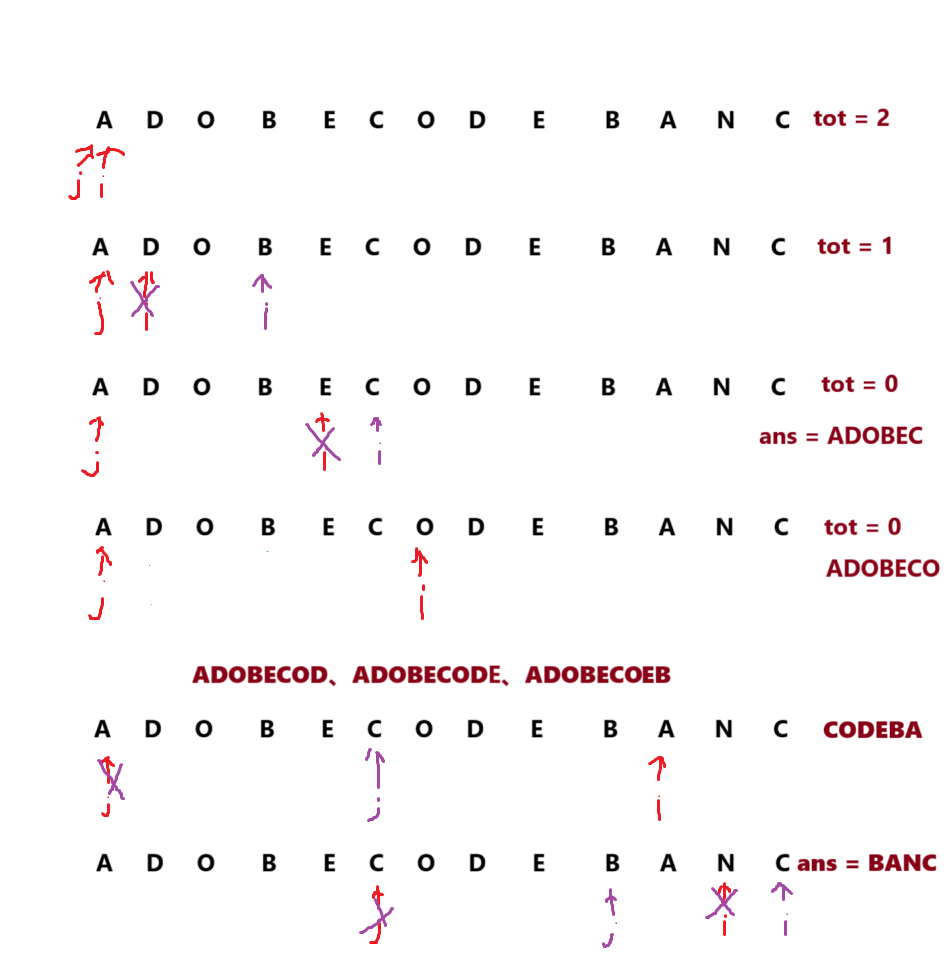 A D O B E C O D E B A N C tot = 2
j i
A D O B E C O D E B A N C tot = 1
j i i
A D O B E C O D E B A N C tot = 0
ans = ADOBEC
j i i
A D O B E C O D E B A N C tot = 0
ADOBECO
j i
ADOBECOD、ADOBECODE、ADOBECOEB
A D O B E C O D E B A N C CODEBA
j j i
A D O B E C O D E B A N C ans = BANC
j j i i